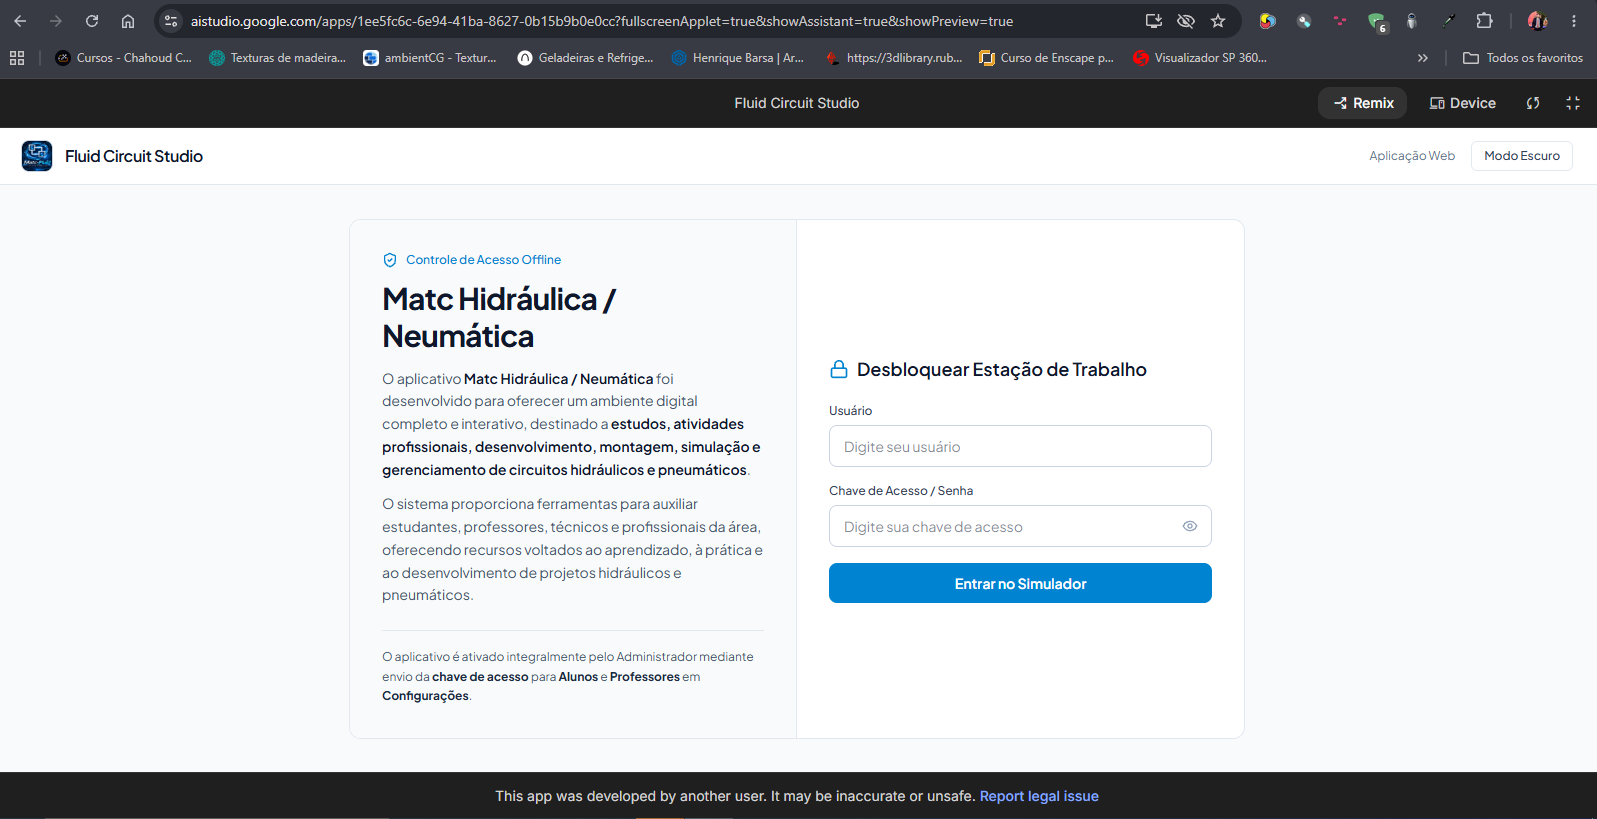 aistudio.google.com/apps/1ee5fc6c-6e94-41ba-8627-0b15b9b0e0cc?fullscreenApplet=true&showAssistant=true&showPreview=true
6
Cursos - Chahoud C...
Texturas de madeira...
ambientCG - Textur...
Geladeiras e Refrige...
Henrique Barsa | Ar...
https://3dlibrary.rub...
Curso de Enscape p...
Visualizador SP 360...
Todos os favoritos
Fluid Circuit Studio
Remix
Device
Fluid Circuit Studio
Aplicação Web
Modo Escuro
Controle de Acesso Offline
Matc Hidráulica /
Neumática
O aplicativo Matc Hidráulica / Neumática foi
desenvolvido para oferecer um ambiente digital
completo e interativo, destinado a estudos, atividades
profissionais, desenvolvimento, montagem, simulação e
gerenciamento de circuitos hidráulicos e pneumáticos.
O sistema proporciona ferramentas para auxiliar
estudantes, professores, técnicos e profissionais da área,
oferecendo recursos voltados ao aprendizado, à prática e
ao desenvolvimento de projetos hidráulicos e
pneumáticos.
O aplicativo é ativado integralmente pelo Administrador mediante
envio da chave de acesso para Alunos e Professores em
Configurações.
Desbloquear Estação de Trabalho
Usuário
Digite seu usuário
Chave de Acesso / Senha
Digite sua chave de acesso
Entrar no Simulador
This app was developed by another user. It may be inaccurate or unsafe. Report legal issue